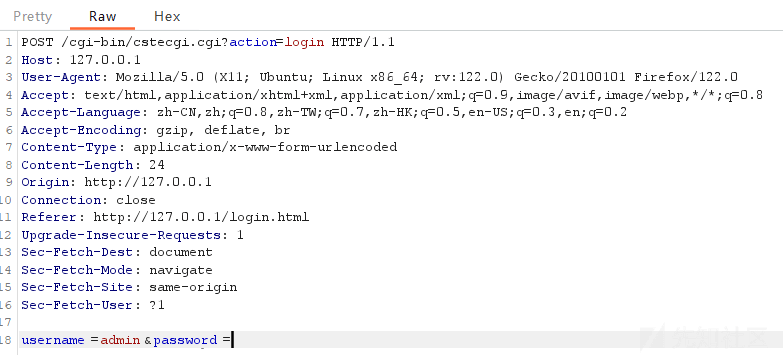 Pretty Raw Hex
1 POST /cgi-bin/cstecgi.cgi?action=login HTTP/1.1
2 Host: 127.0.0.1
3 User-Agent: Mozilla/5.0 (X11; Ubuntu; Linux x86_64; rv:122.0) Gecko/20100101 Firefox/122.0
4 Accept: text/html,application/xhtml+xml,application/xml;q=0.9,image/avif,image/webp,*/*;q=0.8
5 Accept-Language: zh-CN,zh;q=0.8,zh-TW;q=0.7,zh-HK;q=0.5,en-US;q=0.3,en;q=0.2
6 Accept-Encoding: gzip, deflate, br
7 Content-Type: application/x-www-form-urlencoded
8 Content-Length: 24
9 Origin: http://127.0.0.1
10 Connection: close
11 Referer: http://127.0.0.1/login.html
12 Upgrade-Insecure-Requests: 1
13 Sec-Fetch-Dest: document
14 Sec-Fetch-Mode: navigate
15 Sec-Fetch-Site: same-origin
16 Sec-Fetch-User: ?1
17
18 username=admin&password=
先知社区